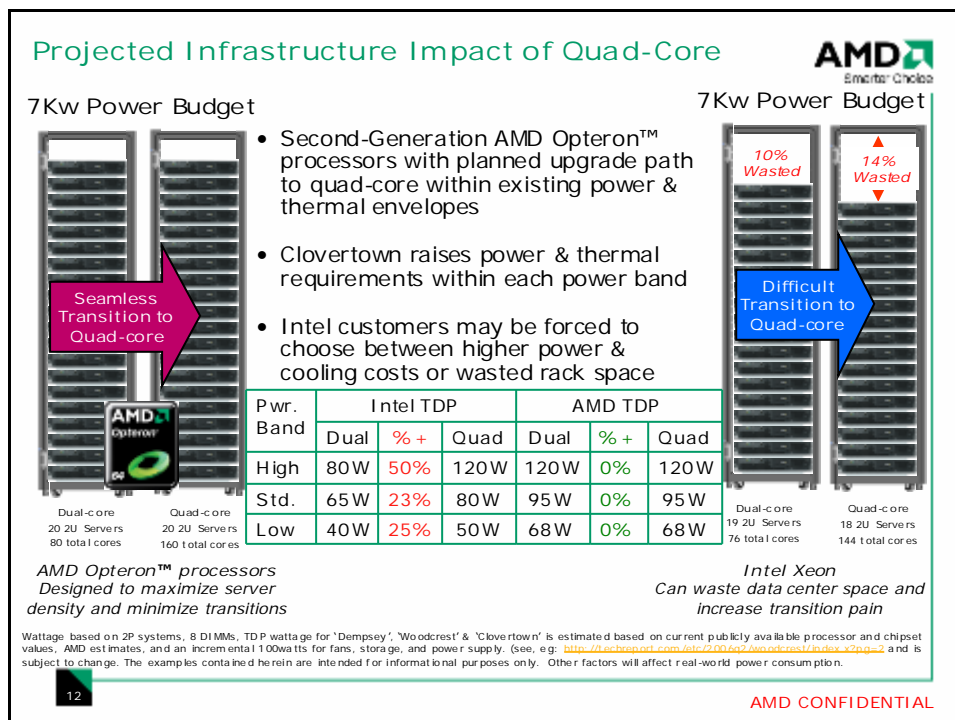 Projected Infrastructure Impact of Quad-Core
AMD
Smarter Choice
7Kw Power Budget
7Kw Power Budget
• Second-Generation AMD Opteron™
processors with planned upgrade path
to quad-core within existing power &
thermal envelopes
• Clovertown raises power & thermal
requirements within each power band
• Intel customers may be forced to
choose between higher power &
cooling costs or wasted rack space
10%
Wasted
14%
Wasted
Seamless
Transition to
Quad-core
Difficult
Transition to
Quad-core
AMD
Opteron
64
Pwr. Band Intel TDP AMD TDP
Dual % + Quad Dual % + Quad
High 80W 50% 120W 120W 0% 120W
Std. 65W 23% 80W 95W 0% 95W
Low 40W 25% 50W 68W 0% 68W
Dual-core
20 2U Servers
80 total cores
Quad-core
20 2U Servers
160 total cores
Dual-core
19 2U Servers
76 total cores
Quad-core
18 2U Servers
144 total cores
AMD Opteron™ processors
Designed to maximize server
density and minimize transitions
Intel Xeon
Can waste data center space and
increase transition pain
Wattage based on 2P systems, 8 DIMMs, TDP wattage for 'Dempsey', 'Woodcrest' & 'Clovertown' is estimated based on current publicly available processor and chipset
values, AMD estimates, and an incremental 100watts for fans, storage, and power supply. (see, eg: http://techreport.com/etc/2006q2/woodcrest/index.x?pg=2 and is
subject to change. The examples contained herein are intended for informational purposes only. Other factors will affect real-world power consumption.
12
AMD CONFIDENTIAL